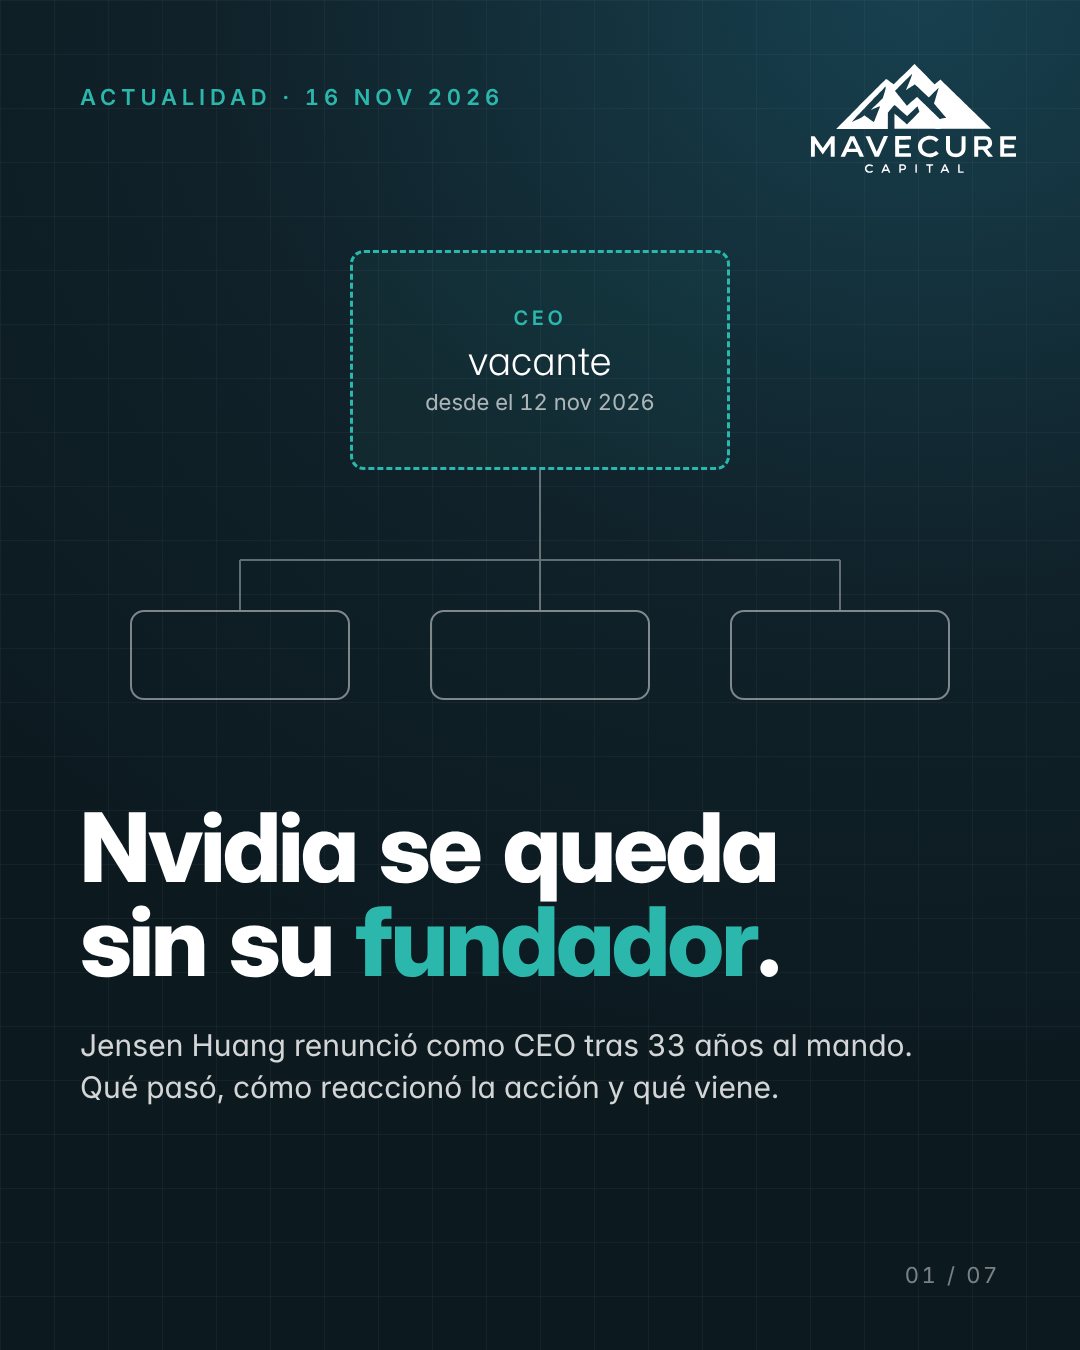 ACTUALIDAD · 16 NOV 2026
MAVECURE
CAPITAL
CEO
vacante
desde el 12 nov 2026
Nvidia se queda
sin su fundador.
Jensen Huang renunció como CEO tras 33 años al mando.
Qué pasó, cómo reaccionó la acción y qué viene.
01 / 07